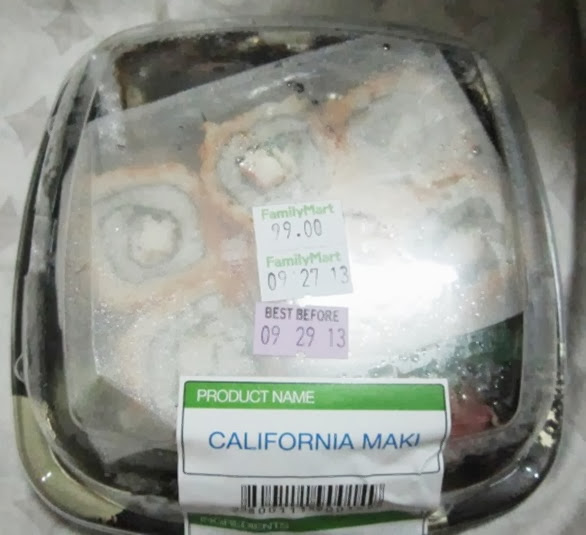 FamilyMart
99.00
FamilyMart
09 27 13
BEST BEFORE
09 29 13
PRODUCT NAME
CALIFORNIA MAKI
INGREDIENTS